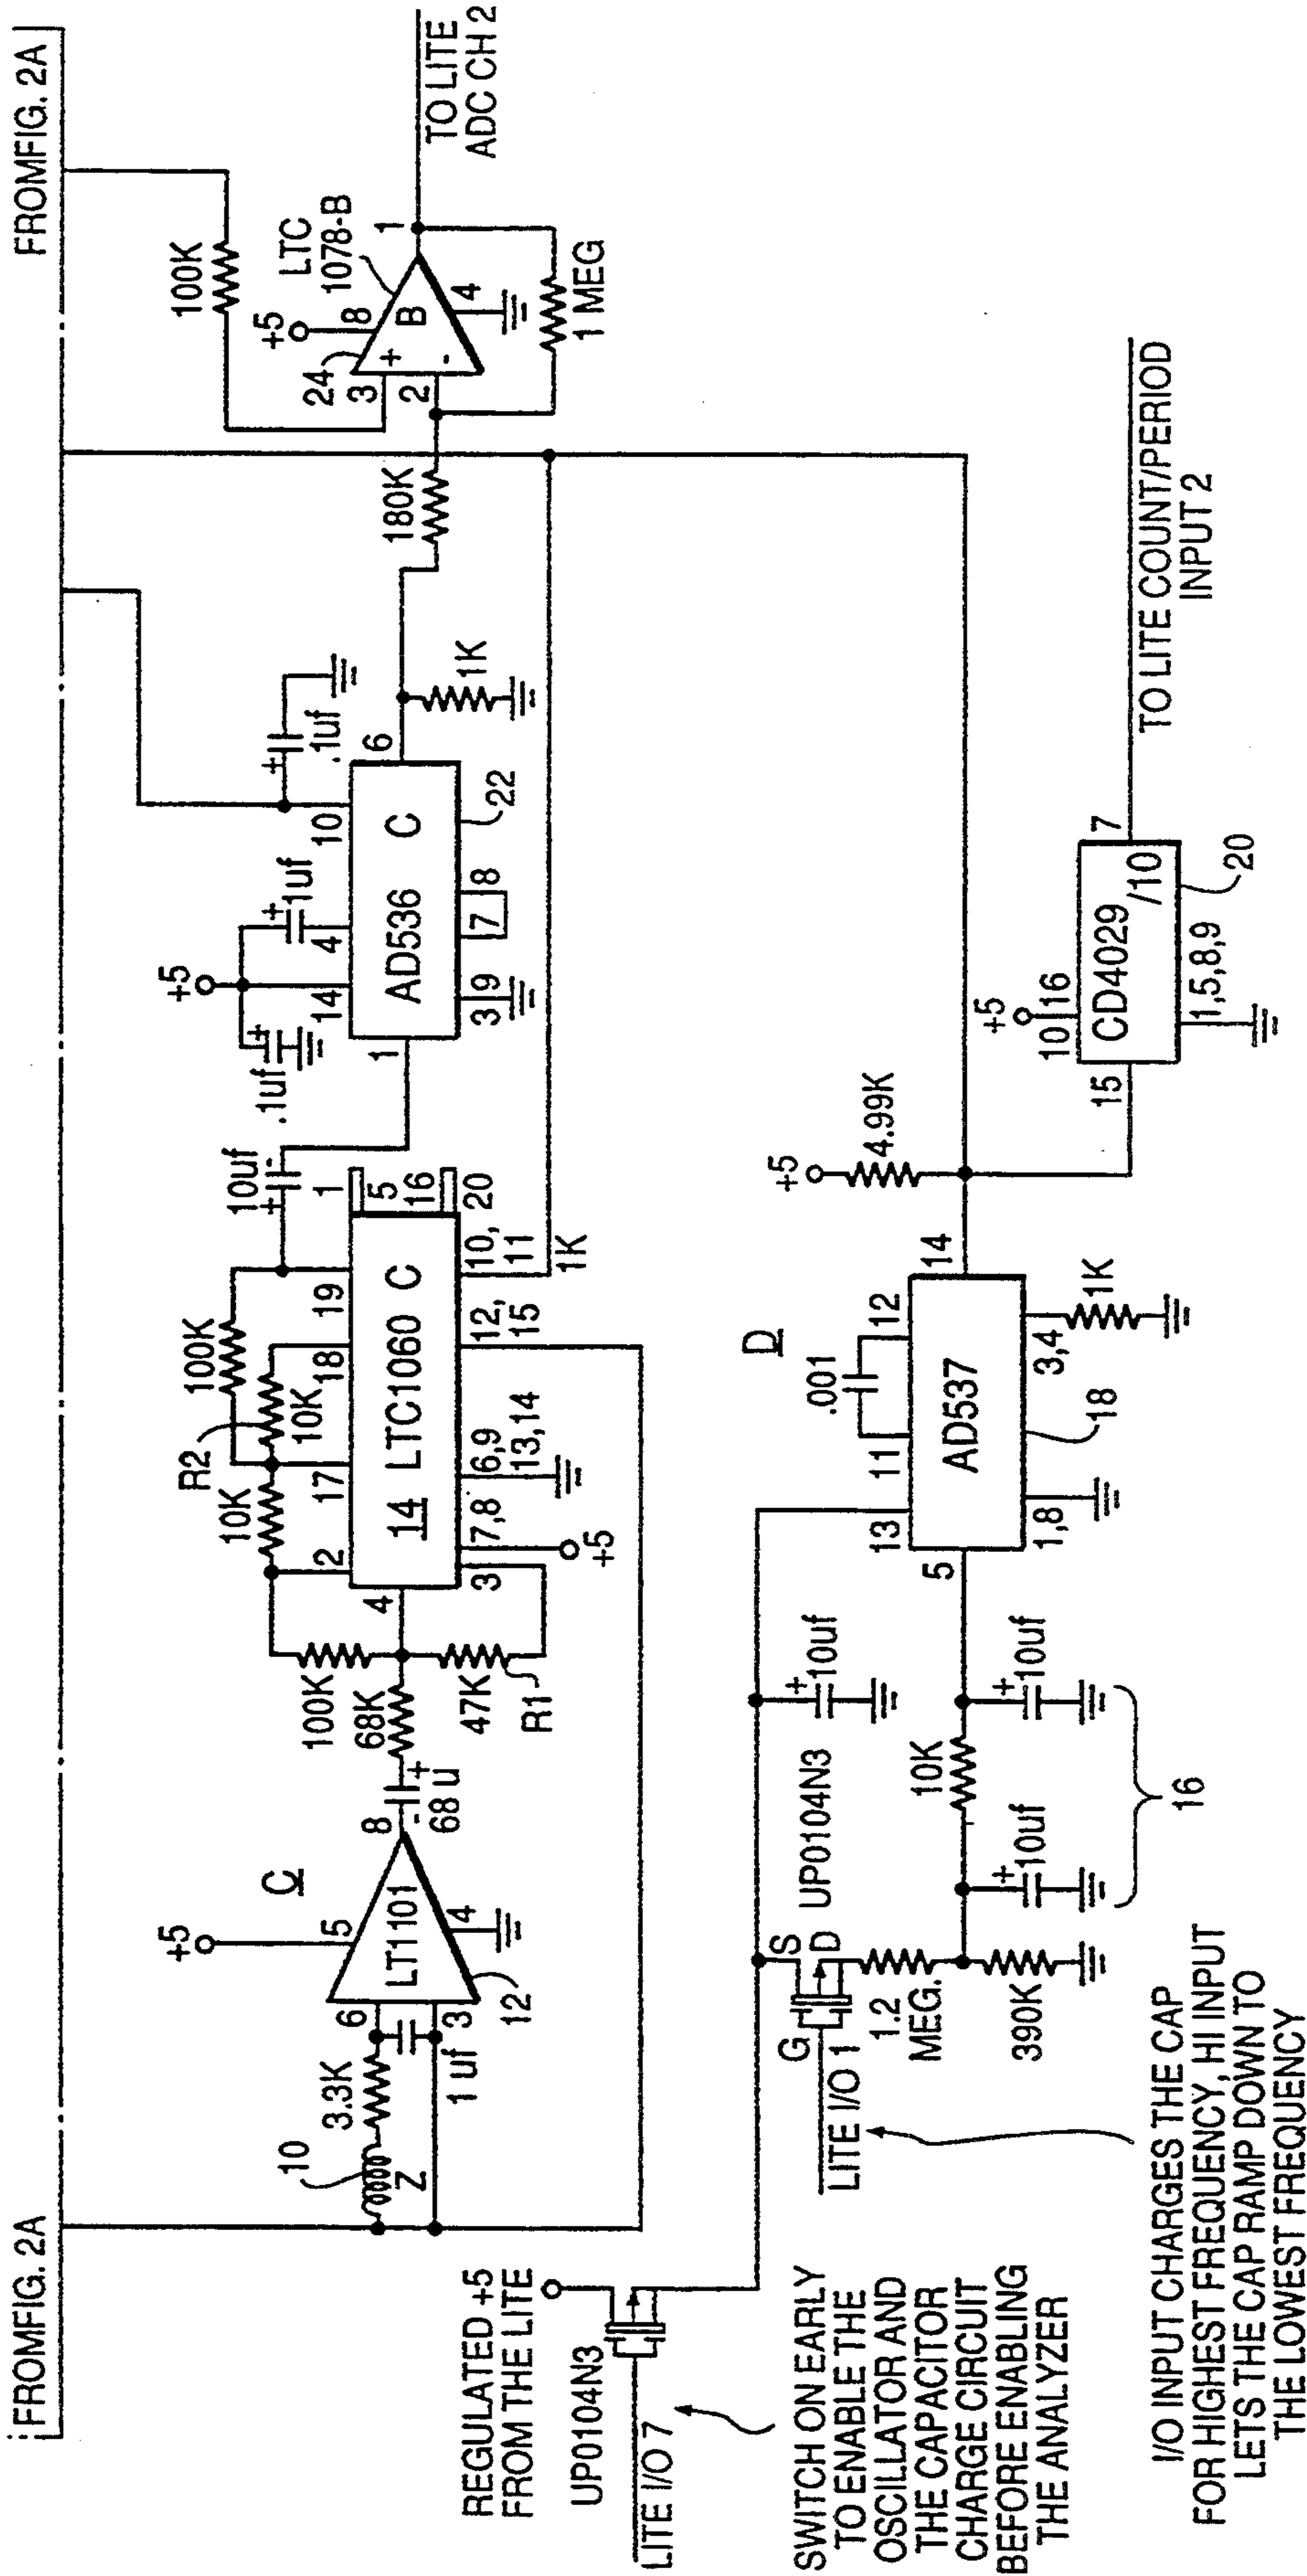 FROMFIG. 2A
FROMFIG. 2A
10
Z
3.3K
1 uf
6
3
+5
5
C
LT1101
4
12
8
-
+
68 u
68K
100K
47K
R1
4
2
10K
R2
17
10K
100K
18
19
14 LTC1060 C
3
7,8
+5
6,9
13,14
12,
15
10,
11
1K
1
5
16
20
+
-
10uf
.1uf
+
+5
14
4
+
1uf
1
AD536 C
3
9
7
8
10
+
.1uf
6
22
1K
180K
100K
24
3
2
+5
8
+
-
B
4
LTC
1078-B
1
1 MEG
TO LITE
ADC CH 2
REGULATED +5
FROM THE LITE
UP0104N3
LITE I/O 7
SWITCH ON EARLY
TO ENABLE THE
OSCILLATOR AND
THE CAPACITOR
CHARGE CIRCUIT
BEFORE ENABLING
THE ANALYZER
G
S
D
UP0104N3
LITE I/O 1
1.2
MEG.
390K
+
10uf
10K
+
10uf
+
10uf
16
I/O INPUT CHARGES THE CAP
FOR HIGHEST FREQUENCY, HI INPUT
LETS THE CAP RAMP DOWN TO
THE LOWEST FREQUENCY
5
13
11
.001
12
D
14
AD537
1,8
18
3,4
1K
+5
4.99K
15
+5
10
16
CD4029
/10
1,5,8,9
20
7
TO LITE COUNT/PERIOD
INPUT 2